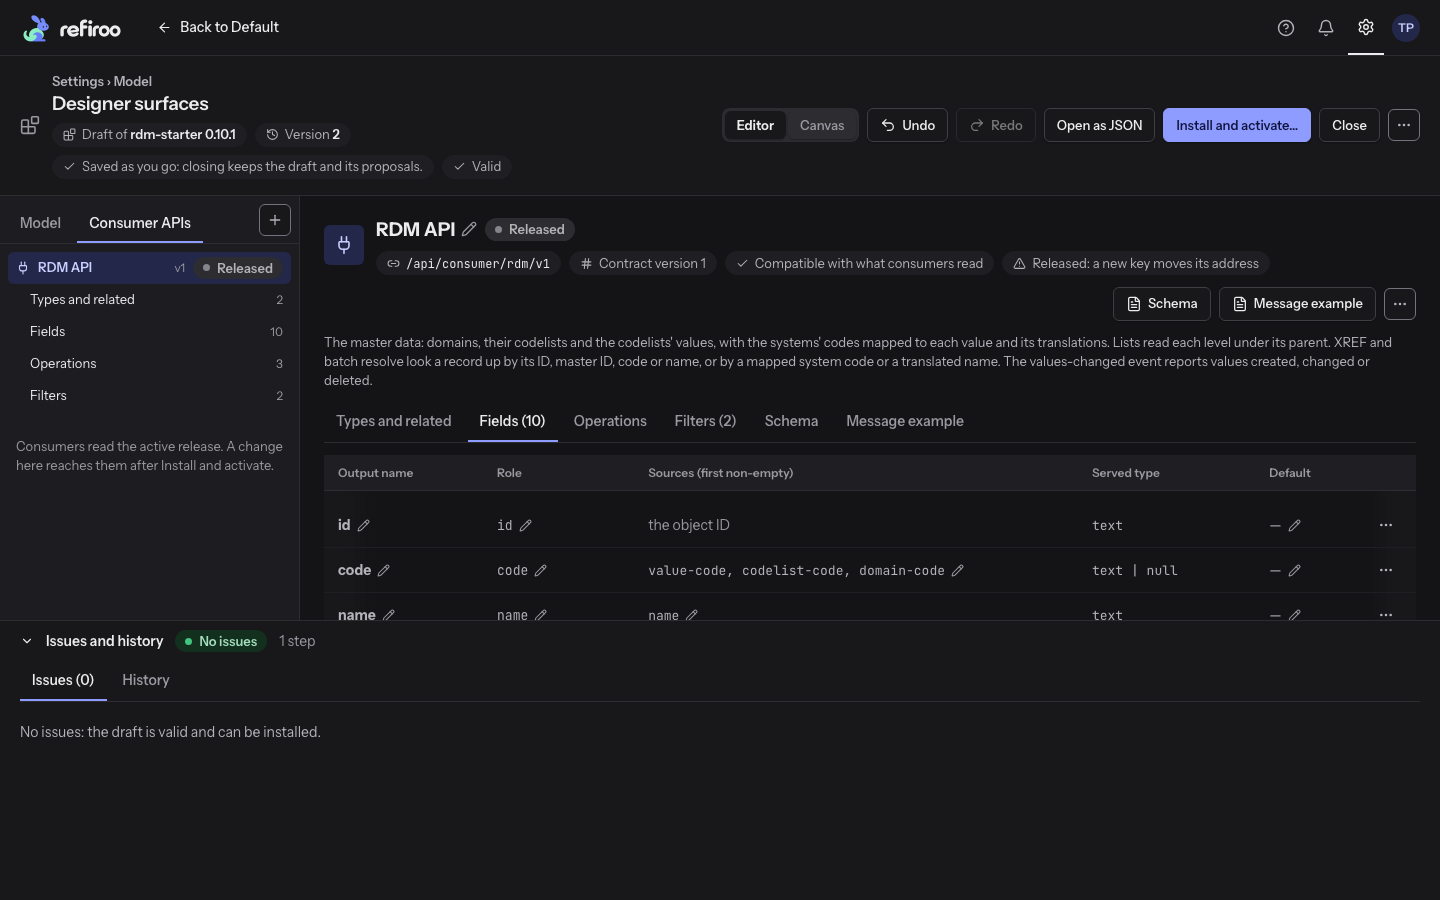 refiroo
Back to Default
TP
Settings › Model
Designer surfaces
Draft of rdm-starter 0.10.1
Version 2
Saved as you go: closing keeps the draft and its proposals.
Valid
Editor
Canvas
Undo
Redo
Open as JSON
Install and activate...
Close
Model
Consumer APIs
RDM API
v1
Released
Types and related
2
Fields
10
Operations
3
Filters
2
Consumers read the active release. A change
here reaches them after Install and activate.
RDM API
Released
/api/consumer/rdm/v1
Contract version 1
Compatible with what consumers read
Released: a new key moves its address
Schema
Message example
The master data: domains, their codelists and the codelists' values, with the systems' codes mapped to each value and its translations. Lists read each level under its parent. XREF and
batch resolve look a record up by its ID, master ID, code or name, or by a mapped system code or a translated name. The values-changed event reports values created, changed or
deleted.
Types and related
Fields (10)
Operations
Filters (2)
Schema
Message example
Output name
Role
Sources (first non-empty)
Served type
Default
id
id
the object ID
text
—
code
code
value-code, codelist-code, domain-code
text | null
—
name
name
name
text
—
Issues and history
No issues
1 step
Issues (0)
History
No issues: the draft is valid and can be installed.